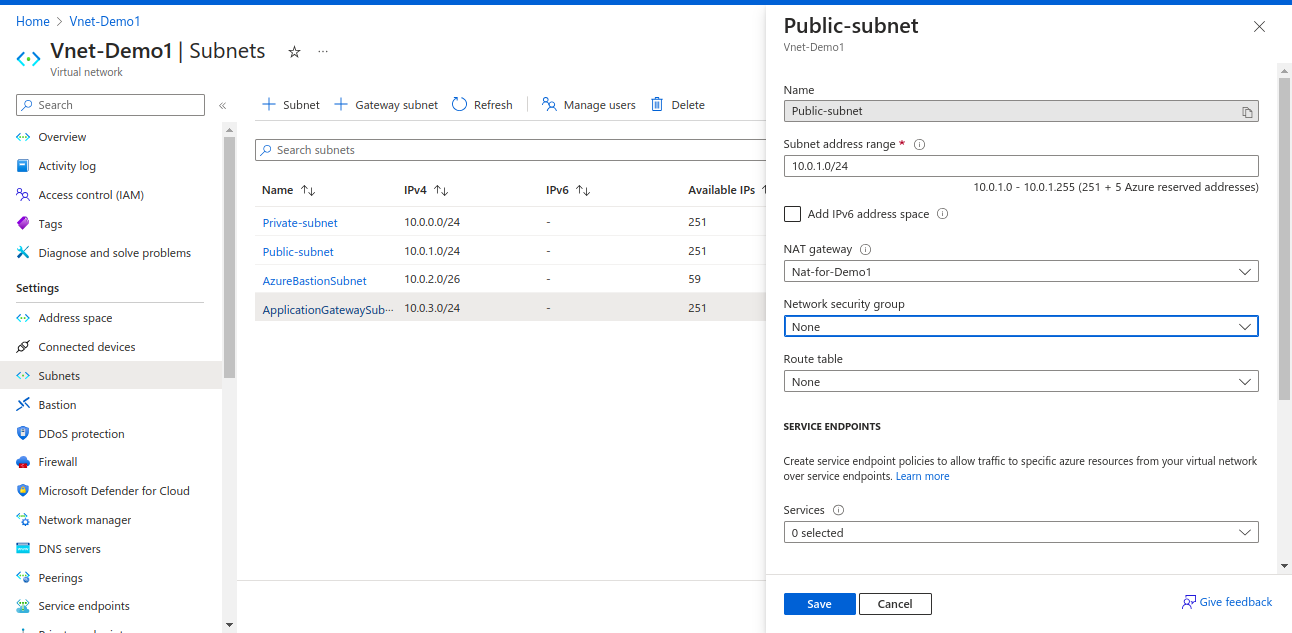 Home > Vnet-Demo1
Vnet-Demo1 | Subnets
Virtual network
Search
Overview
Activity log
Access control (IAM)
Tags
Diagnose and solve problems
Settings
Address space
Connected devices
Subnets
Bastion
DDoS protection
Firewall
Microsoft Defender for Cloud
Network manager
DNS servers
Peerings
Service endpoints
Subnet Gateway subnet Refresh Manage users Delete
Search subnets
Name IPv4 IPv6 Available IPs
Private-subnet 10.0.0.0/24 - 251
Public-subnet 10.0.1.0/24 - 251
AzureBastionSubnet 10.0.2.0/26 - 59
ApplicationGatewaySub··· 10.0.3.0/24 - 251
Public-subnet
Vnet-Demo1
Name
Public-subnet
Subnet address range *
10.0.1.0/24
10.0.1.0 - 10.0.1.255 (251 + 5 Azure reserved addresses)
Add IPv6 address space
NAT gateway
Nat-for-Demo1
Network security group
None
Route table
None
SERVICE ENDPOINTS
Create service endpoint policies to allow traffic to specific azure resources from your virtual network
over service endpoints. Learn more
Services
0 selected
Save Cancel
Give feedback